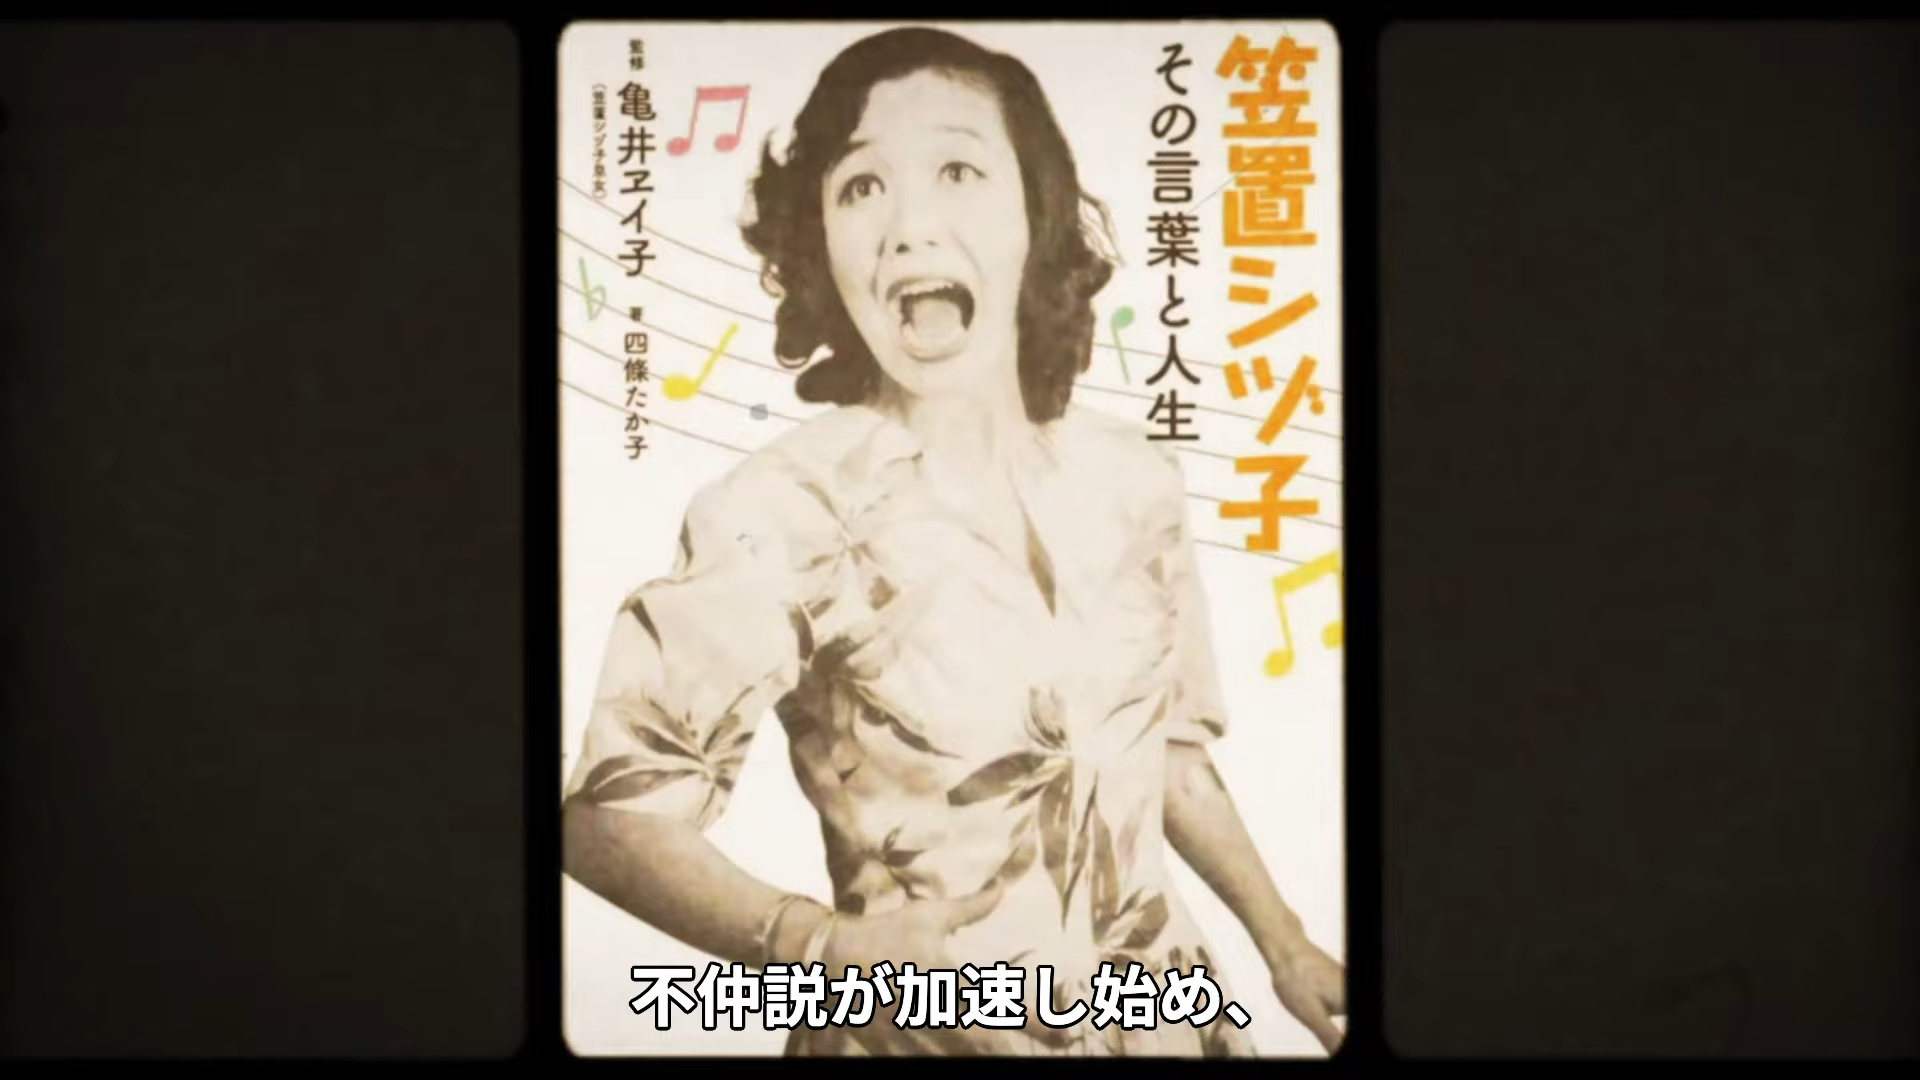 笠置シヅ子
その言葉と人生
監修 亀井ヱイ子
(笠置シヅ子息女)
著 四條たか子
不仲説が加速し始め、